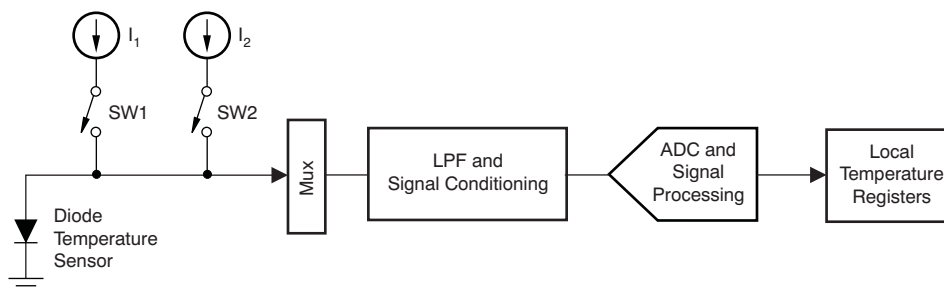 I1
I2
SW1
SW2
Mux
LPF and
Signal Conditioning
ADC and
Signal
Processing
Local
Temperature
Registers
Diode
Temperature
Sensor